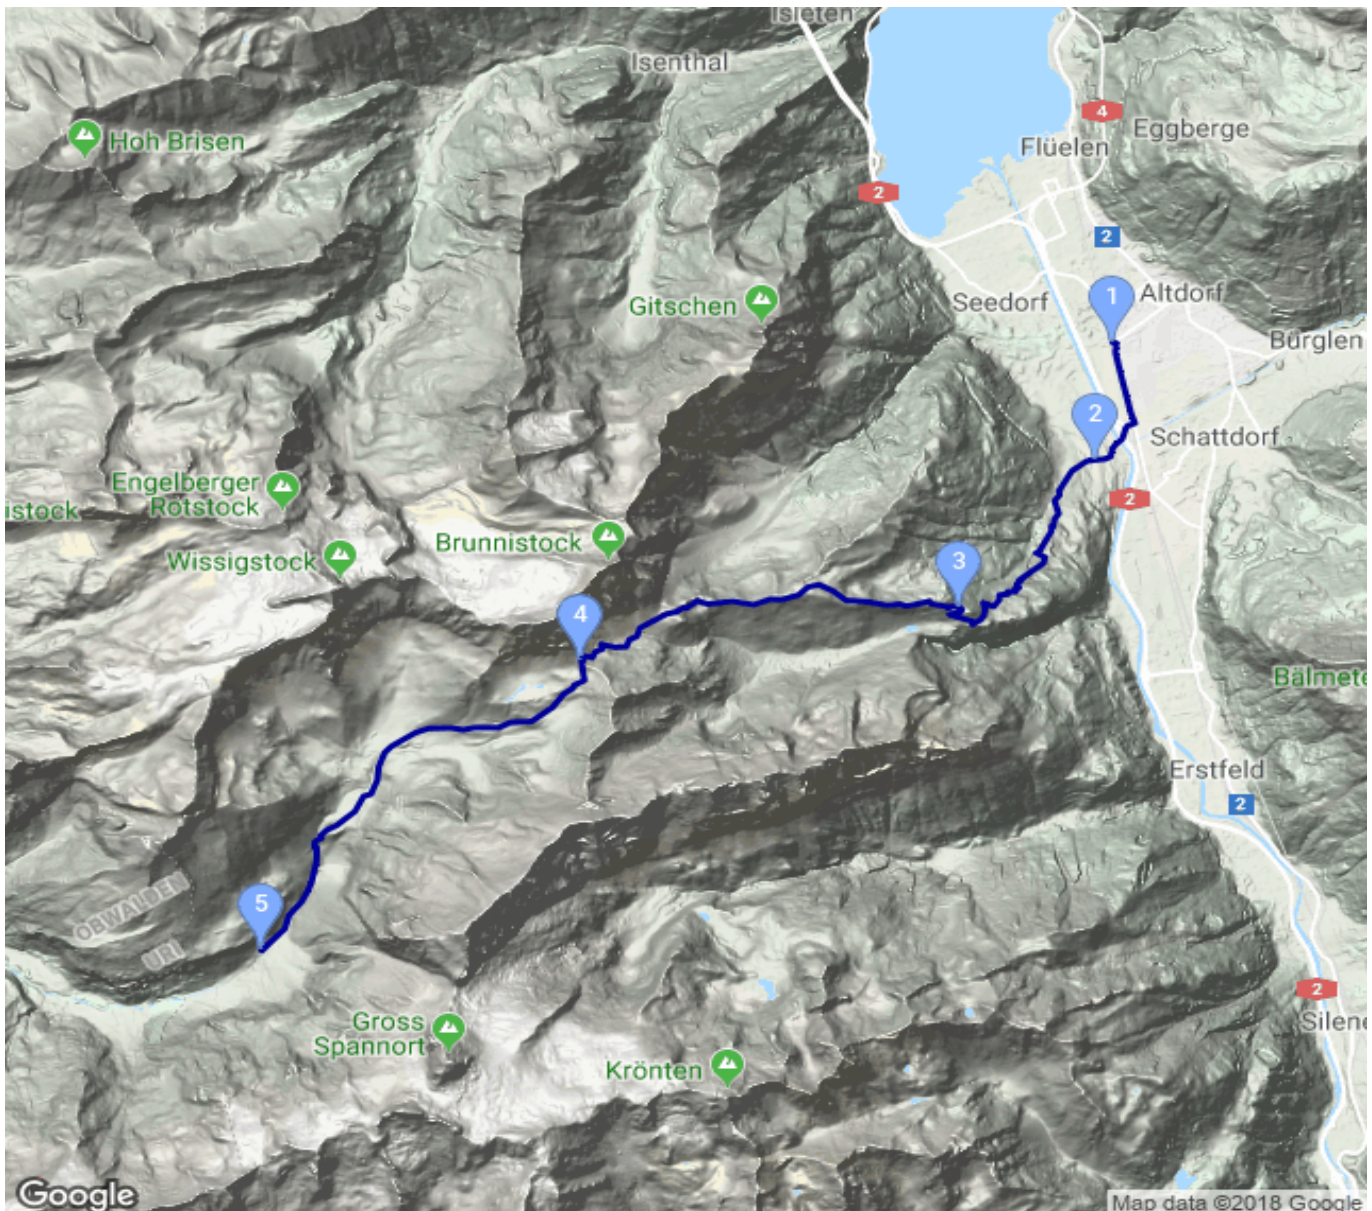 Isleten
Isenthal
4
Eggberge
Hoh Brisen
Flüelen
2
2
1
Altdorf
Gitschen
Seedorf
Bürglen
2
Schattdorf
Engelberger
Rotstock
istock
2
Brunnistock
Wissigstock
3
4
Bälmete
Erstfeld
2
OBWALDEN
URI
5
2
Gross
Spannort
Silene
Krönten
Google
Map data ©2018 Google